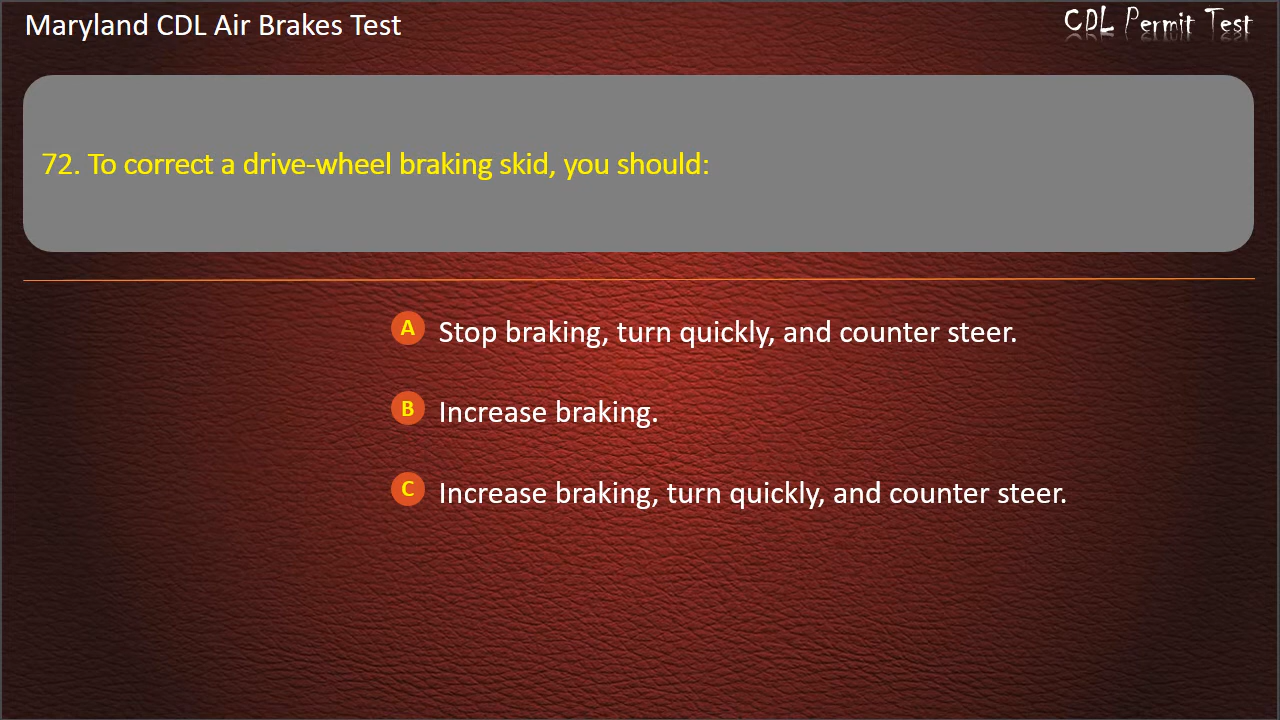 Maryland CDL Air Brakes Test
CDL Permit Test
72. To correct a drive-wheel braking skid, you should:
A Stop braking, turn quickly, and counter steer.
B Increase braking.
C Increase braking, turn quickly, and counter steer.